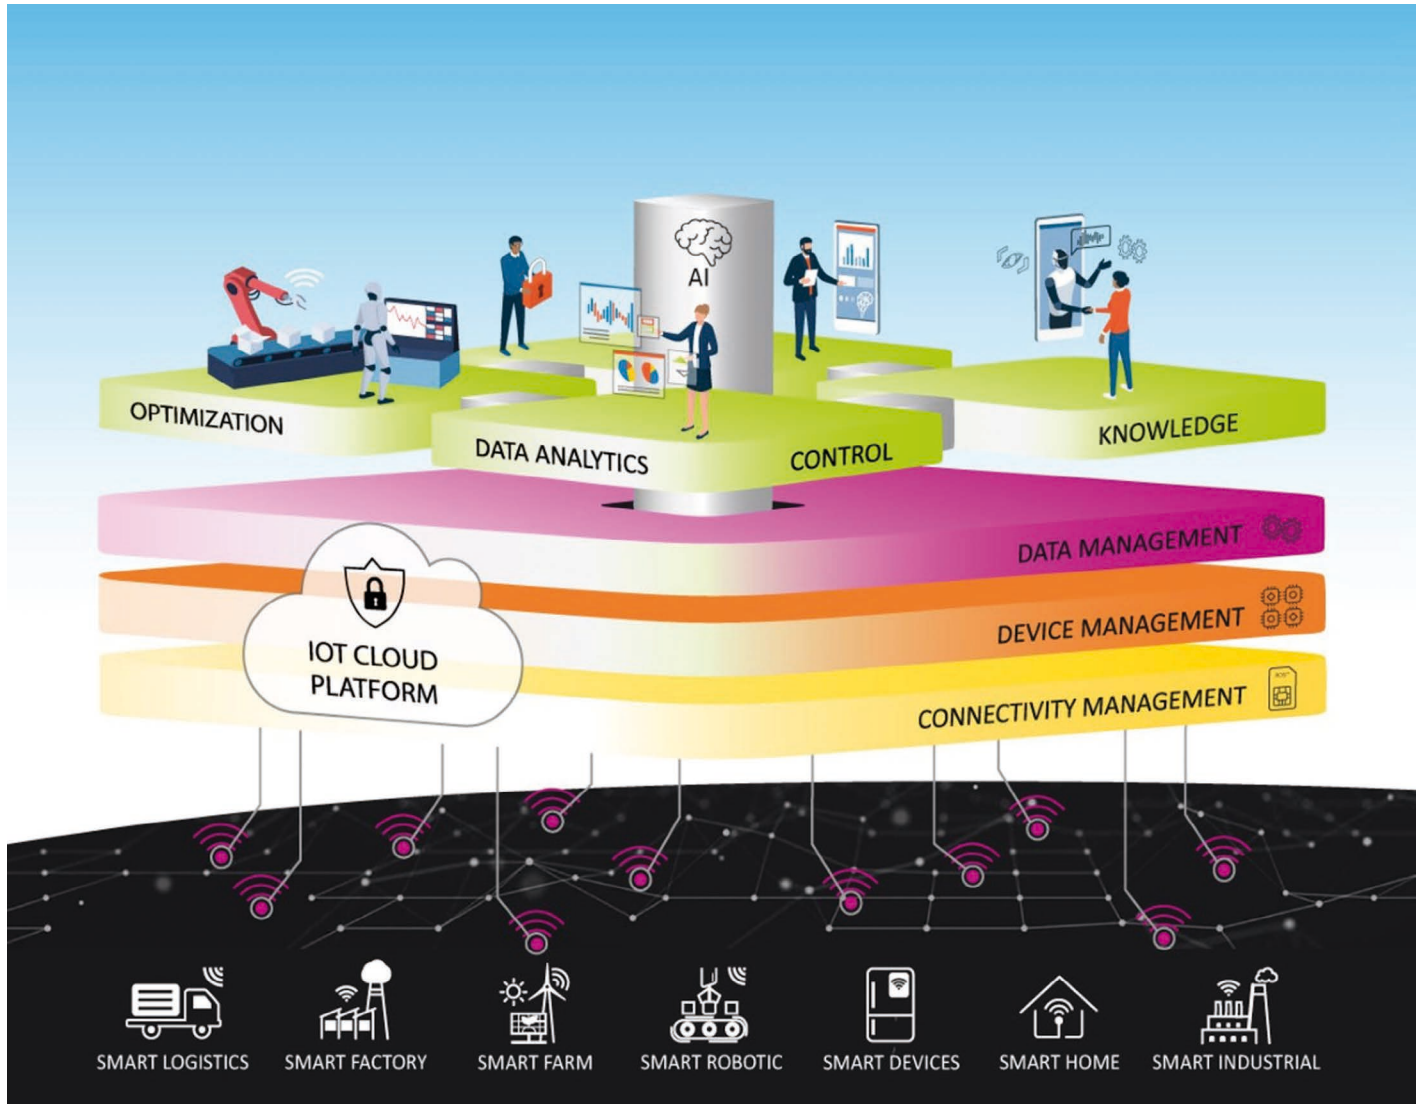 AI
OPTIMIZATION
DATA ANALYTICS
CONTROL
KNOWLEDGE
DATA MANAGEMENT
DEVICE MANAGEMENT
IOT CLOUD
PLATFORM
CONNECTIVITY MANAGEMENT
SMART LOGISTICS
SMART FACTORY
SMART FARM
SMART ROBOTIC
SMART DEVICES
SMART HOME
SMART INDUSTRIAL